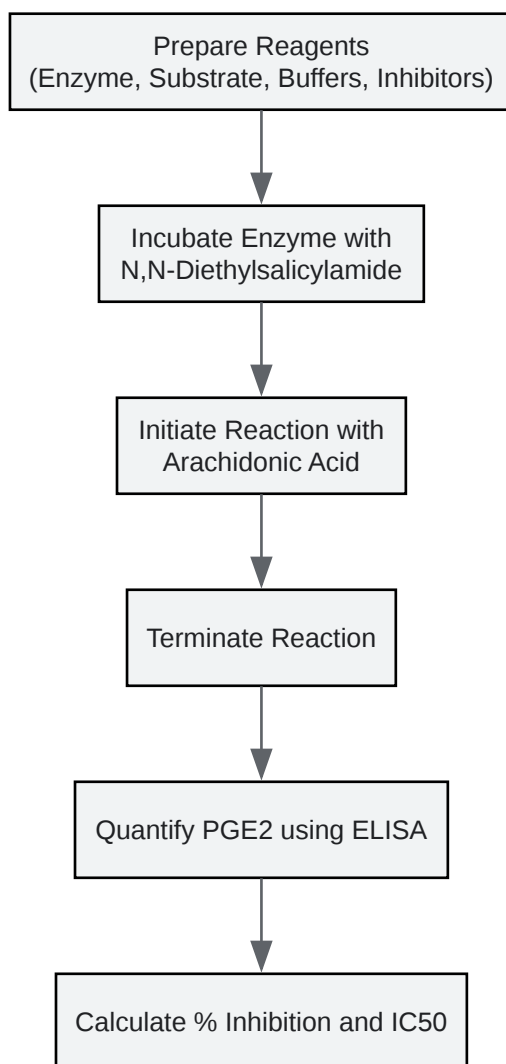 Prepare Reagents
(Enzyme, Substrate, Buffers, Inhibitors)
Incubate Enzyme with
N,N-Diethylsalicylamide
Initiate Reaction with
Arachidonic Acid
Terminate Reaction
Quantify PGE2 using ELISA
Calculate % Inhibition and IC50